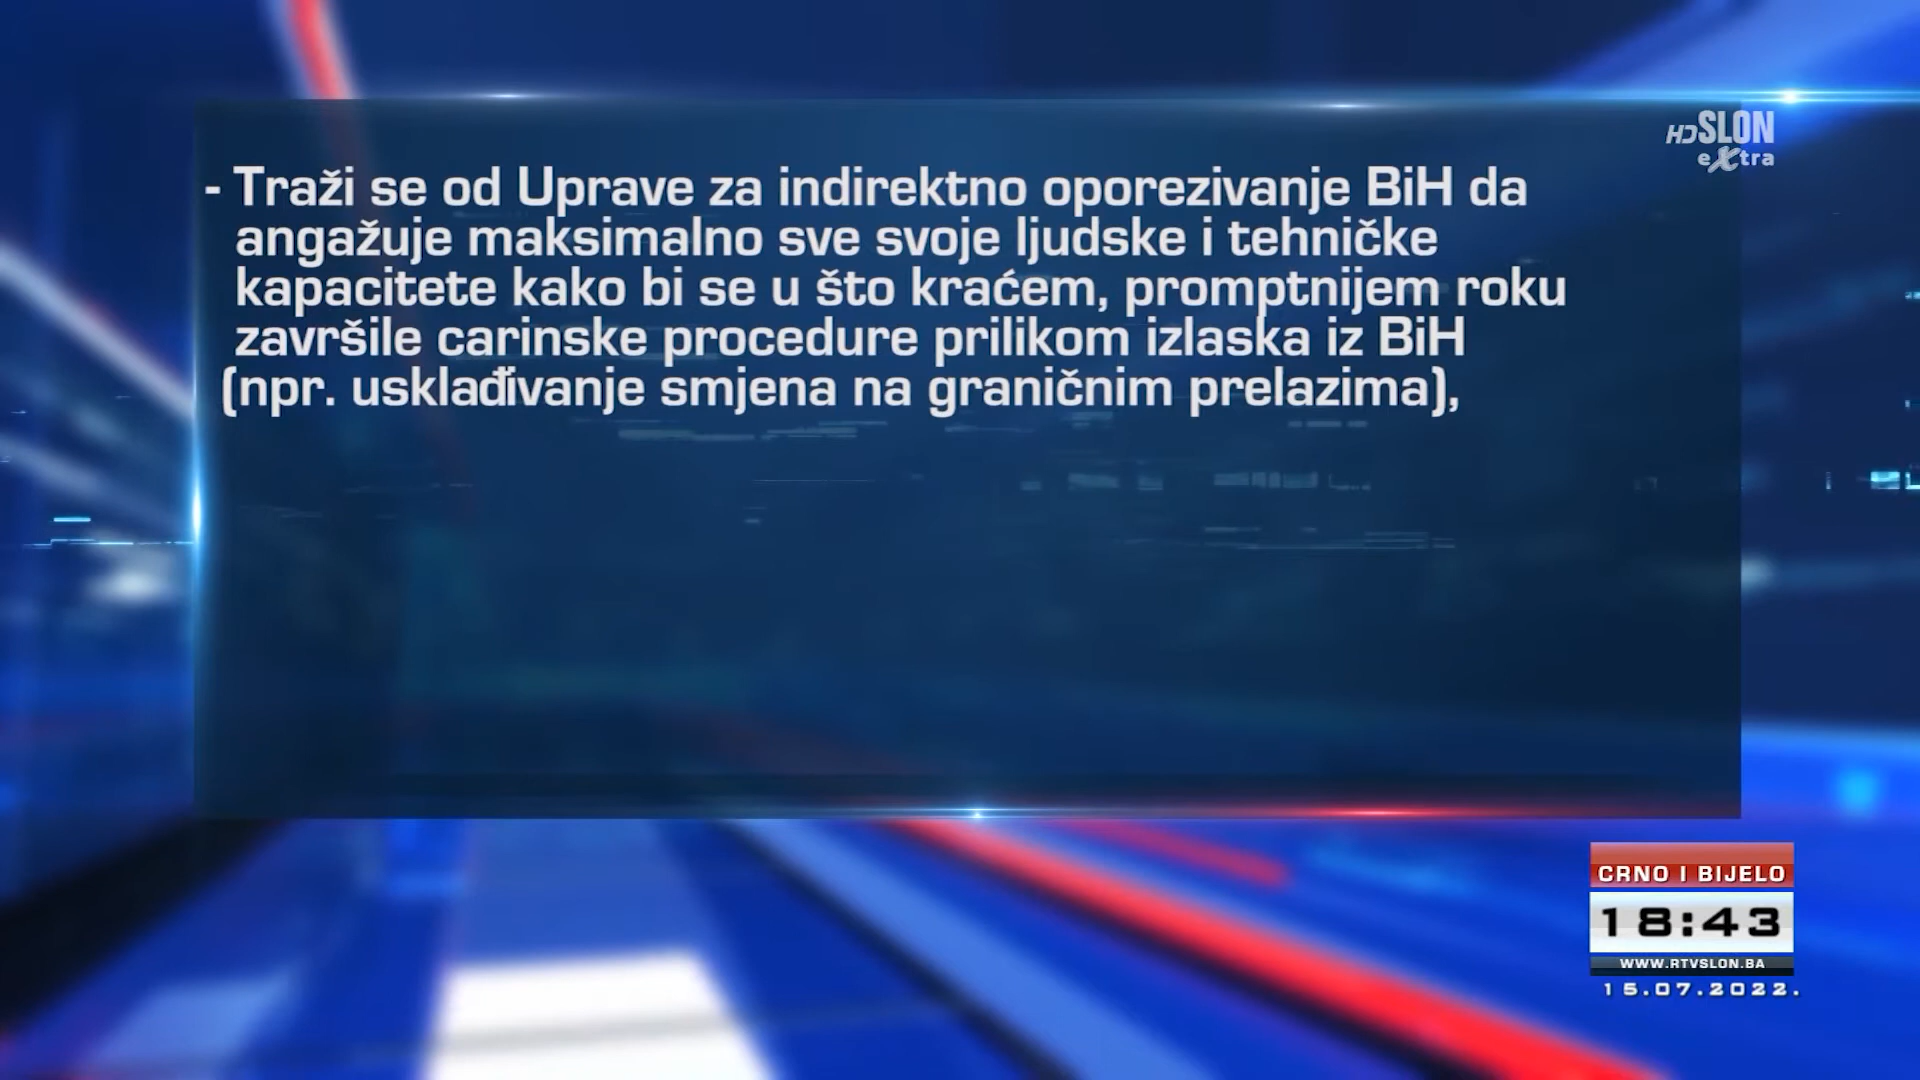 HD SLON
eXtra
- Traži se od Uprave za indirektno oporezivanje BiH da
angažuje maksimalno sve svoje ljudske i tehničke
kapacitete kako bi se u što kraćem, promptnijem roku
završile carinske procedure prilikom izlaska iz BiH
(npr. usklađivanje smjena na graničnim prelazima),
CRNO I BIJELO
18:43
WWW.RTVSLON.BA
15.07.2022.